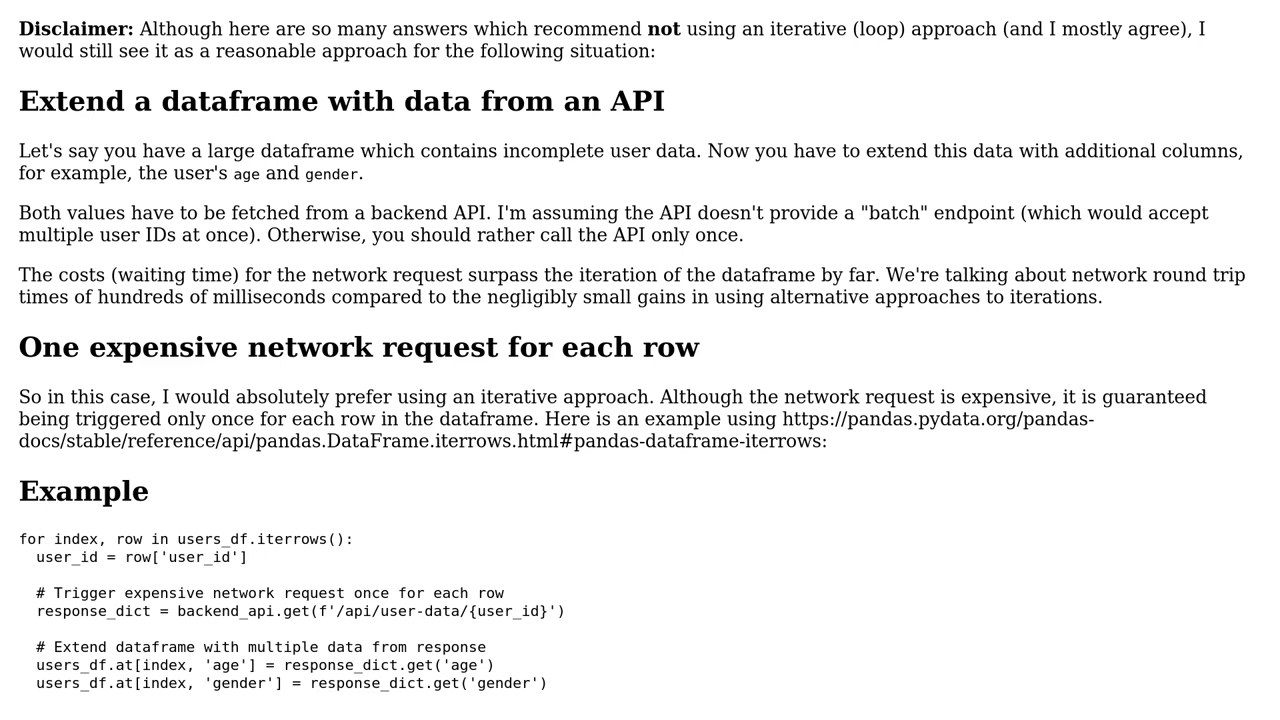 Disclaimer: Although here are so many answers which recommend not using an iterative (loop) approach (and I mostly agree), I
would still see it as a reasonable approach for the following situation:
Extend a dataframe with data from an API
Let's say you have a large dataframe which contains incomplete user data. Now you have to extend this data with additional columns,
for example, the user's age and gender.
Both values have to be fetched from a backend API. I'm assuming the API doesn't provide a "batch" endpoint (which would accept
multiple user IDs at once). Otherwise, you should rather call the API only once.
The costs (waiting time) for the network request surpass the iteration of the dataframe by far. We're talking about network round trip
times of hundreds of milliseconds compared to the negligibly small gains in using alternative approaches to iterations.
One expensive network request for each row
So in this case, I would absolutely prefer using an iterative approach. Although the network request is expensive, it is guaranteed
being triggered only once for each row in the dataframe. Here is an example using https://pandas.pydata.org/pandas-
docs/stable/reference/api/pandas.DataFrame.iterrows.html#pandas-dataframe-iterrows:
Example
for index, row in users_df.iterrows():
  user_id = row['user_id']
  # Trigger expensive network request once for each row
  response_dict = backend_api.get(f'/api/user-data/{user_id}')
  # Extend dataframe with multiple data from response
  users_df.at[index, 'age'] = response_dict.get('age')
  users_df.at[index, 'gender'] = response_dict.get('gender')